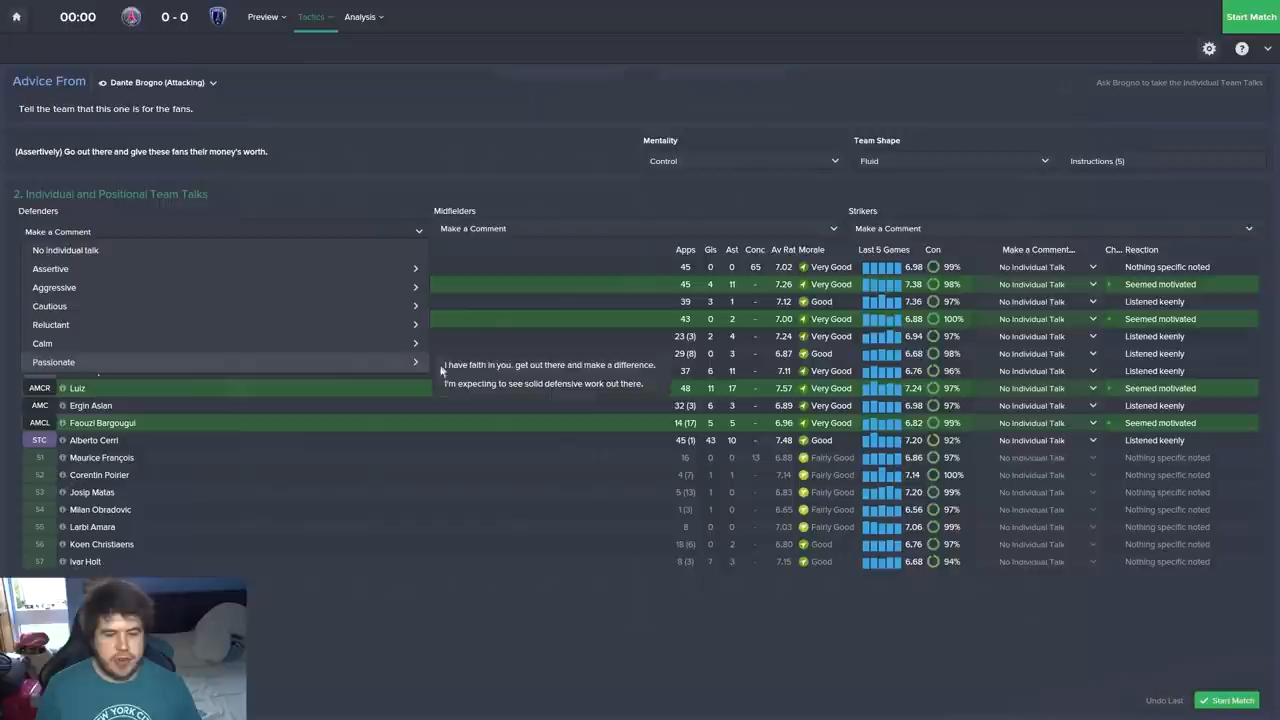 00:00 0 - 0 Preview Tactics Analysis Start Match
Advice From Dante Brogno (Attacking) Ask Brogno to take the Individual Team Talks
Tell the team that this one is for the fans.
Mentality Team Shape
(Assertively) Go out there and give these fans their money's worth.
Control Fluid Instructions (5)
2. Individual and Positional Team Talks
Defenders Midfielders Strikers
Make a Comment Make a Comment Make a Comment
No individual talk Apps Gls Ast Conc Av Rat Morale Last 5 Games Con Make a Comment... Ch... Reaction
Assertive 45 0 0 65 7.02 Very Good 6.98 99% No Individual Talk Nothing specific noted
Aggressive 45 4 11 - 7.26 Very Good 7.38 98% No Individual Talk Seemed motivated
Cautious 39 3 1 - 7.12 Good 7.36 97% No Individual Talk Listened keenly
Reluctant 43 0 2 - 7.00 Very Good 6.88 100% No Individual Talk Seemed motivated
Calm 23 (3) 2 4 - 7.24 Very Good 6.94 97% No Individual Talk Listened keenly
Passionate 29 (8) 0 3 - 6.87 Good 6.68 98% No Individual Talk Listened keenly
I have faith in you, get out there and make a difference. 37 6 11 - 7.11 Very Good 6.76 96% No Individual Talk Listened keenly
I'm expecting to see solid defensive work out there.
AMCR Luiz 48 11 17 - 7.57 Very Good 7.24 97% No Individual Talk Seemed motivated
AMC Ergin Aslan 32 (3) 6 3 - 6.89 Very Good 6.98 97% No Individual Talk Listened keenly
AMCL Faouzi Bargougui 14 (17) 5 5 - 6.96 Very Good 6.82 99% No Individual Talk Seemed motivated
STC Alberto Cerri 45 (1) 43 10 - 7.48 Good 7.20 92% No Individual Talk Listened keenly
S1 Maurice François 16 0 0 13 6.88 Fairly Good 6.86 97% No Individual Talk Nothing specific noted
S2 Corentin Poirier 4 (7) 1 1 - 7.14 Fairly Good 7.14 100% No Individual Talk Nothing specific noted
S3 Josip Matas 5 (13) 1 0 - 6.83 Fairly Good 7.20 99% No Individual Talk Nothing specific noted
S4 Milan Obradovic 1 (3) 1 0 - 6.65 Fairly Good 6.56 97% No Individual Talk Nothing specific noted
S5 Larbi Amara 8 0 0 - 7.03 Fairly Good 7.06 99% No Individual Talk Nothing specific noted
S6 Koen Christiaens 18 (6) 0 2 - 6.80 Good 6.76 97% No Individual Talk Nothing specific noted
S7 Ivar Holt 8 (3) 7 3 - 7.15 Good 6.68 94% No Individual Talk Nothing specific noted
NEW YORK CITY
Undo Last Start Match